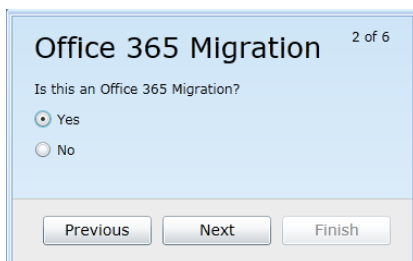 Office 365 Migration
2 of 6
Is this an Office 365 Migration?
Yes
No
Previous
Next
Finish